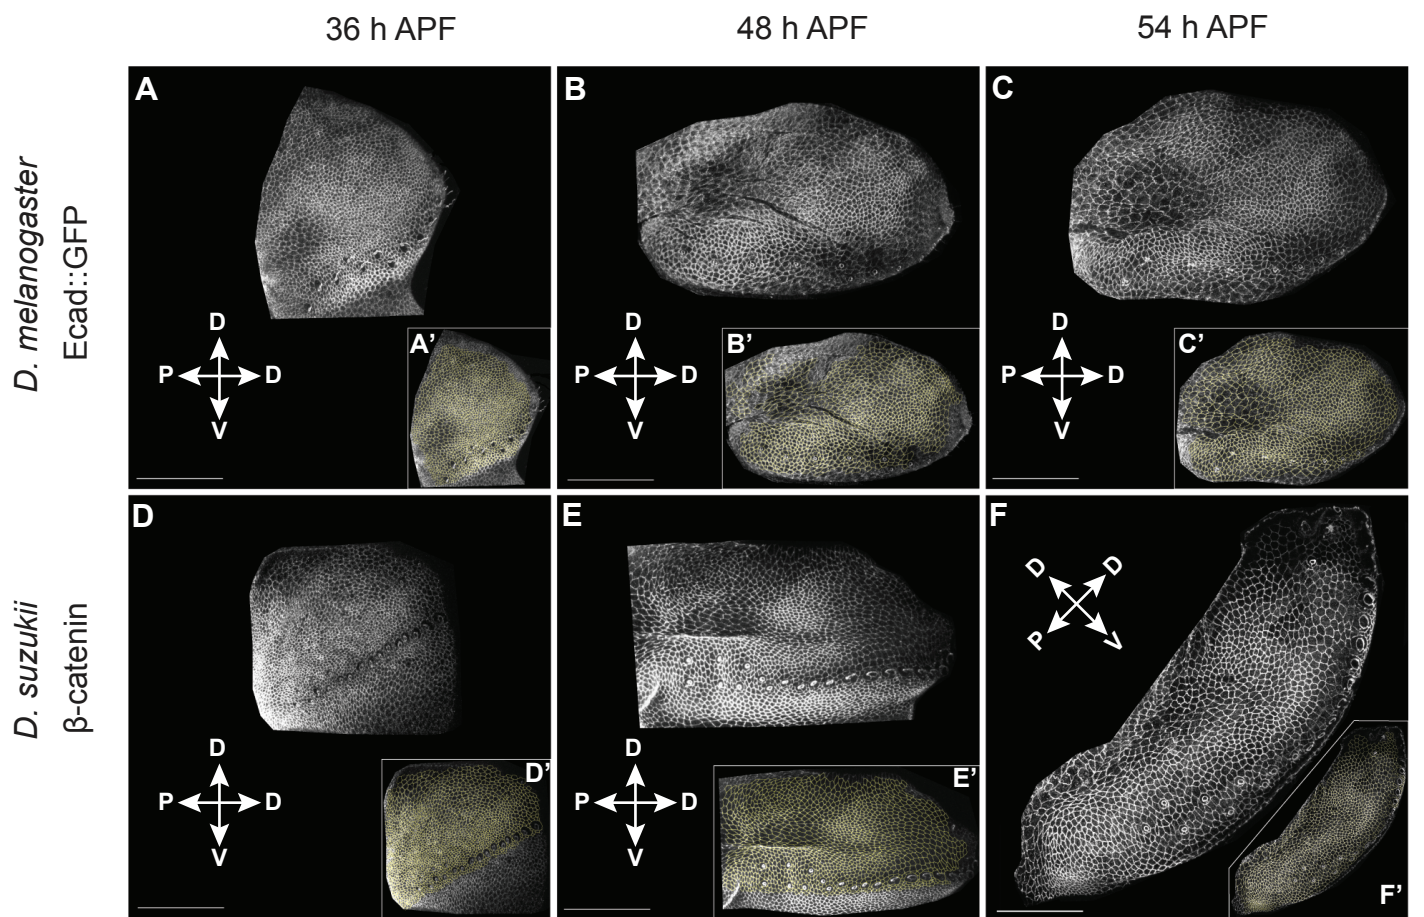 36 h APF
48 h APF
54 h APF
D. melanogaster
Ecad::GFP
A
D
P
D
V
A'
B
D
P
D
V
B'
C
D
P
D
V
C'
D. suzukii
β-catenin
D
D
P
D
V
D'
E
D
P
D
V
E'
F
D
D
P
V
F'